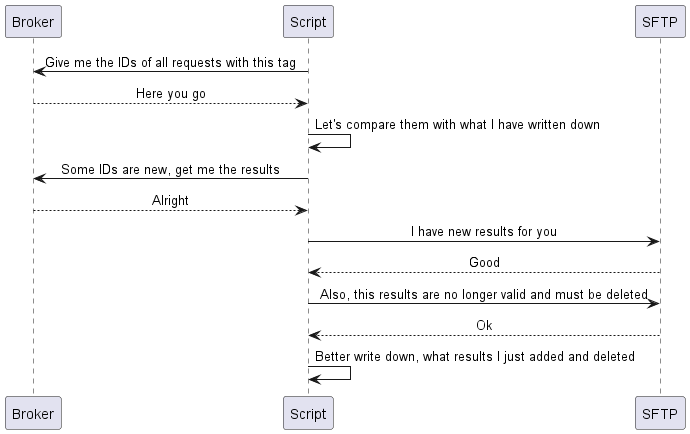 Broker Script SFTP
Give me the IDs of all requests with this tag
Here you go
Let's compare them with what I have written down
Some IDs are new, get me the results
Alright
I have new results for you
Good
Also, this results are no longer valid and must be deleted
Ok
Better write down, what results I just added and deleted
Broker Script SFTP